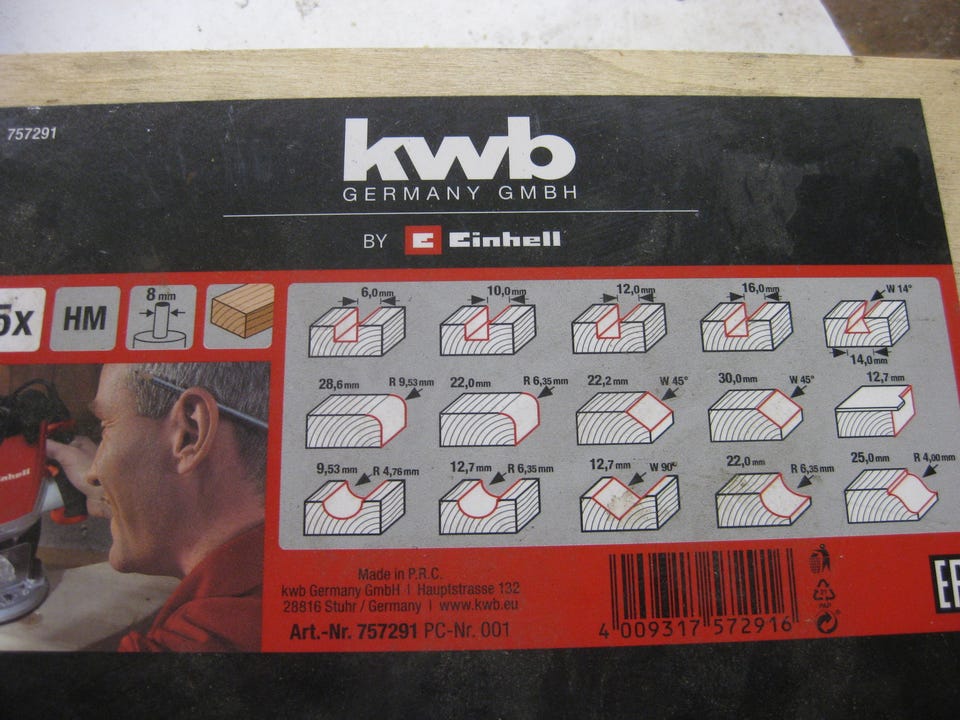 757291
kwb
GERMANY GMBH
BY Einhell
5x
HM
8 mm
6,0mm
10,0mm
12,0mm
16,0mm
W 14°
14,0mm
28,6mm R 9,53mm
22,0mm R 6,35mm
22,2mm W 45°
30,0mm W 45°
12,7mm
9,53mm R 4,76mm
12,7mm R 6,35mm
12,7mm W 90°
22,0mm R 6,35mm
25,0mm R 4,00mm
Made in P.R.C.
kwb Germany GmbH | Hauptstrasse 132
28816 Stuhr / Germany | www.kwb.eu
Art.-Nr. 757291 PC-Nr. 001
4 009317 572916
21
PAP